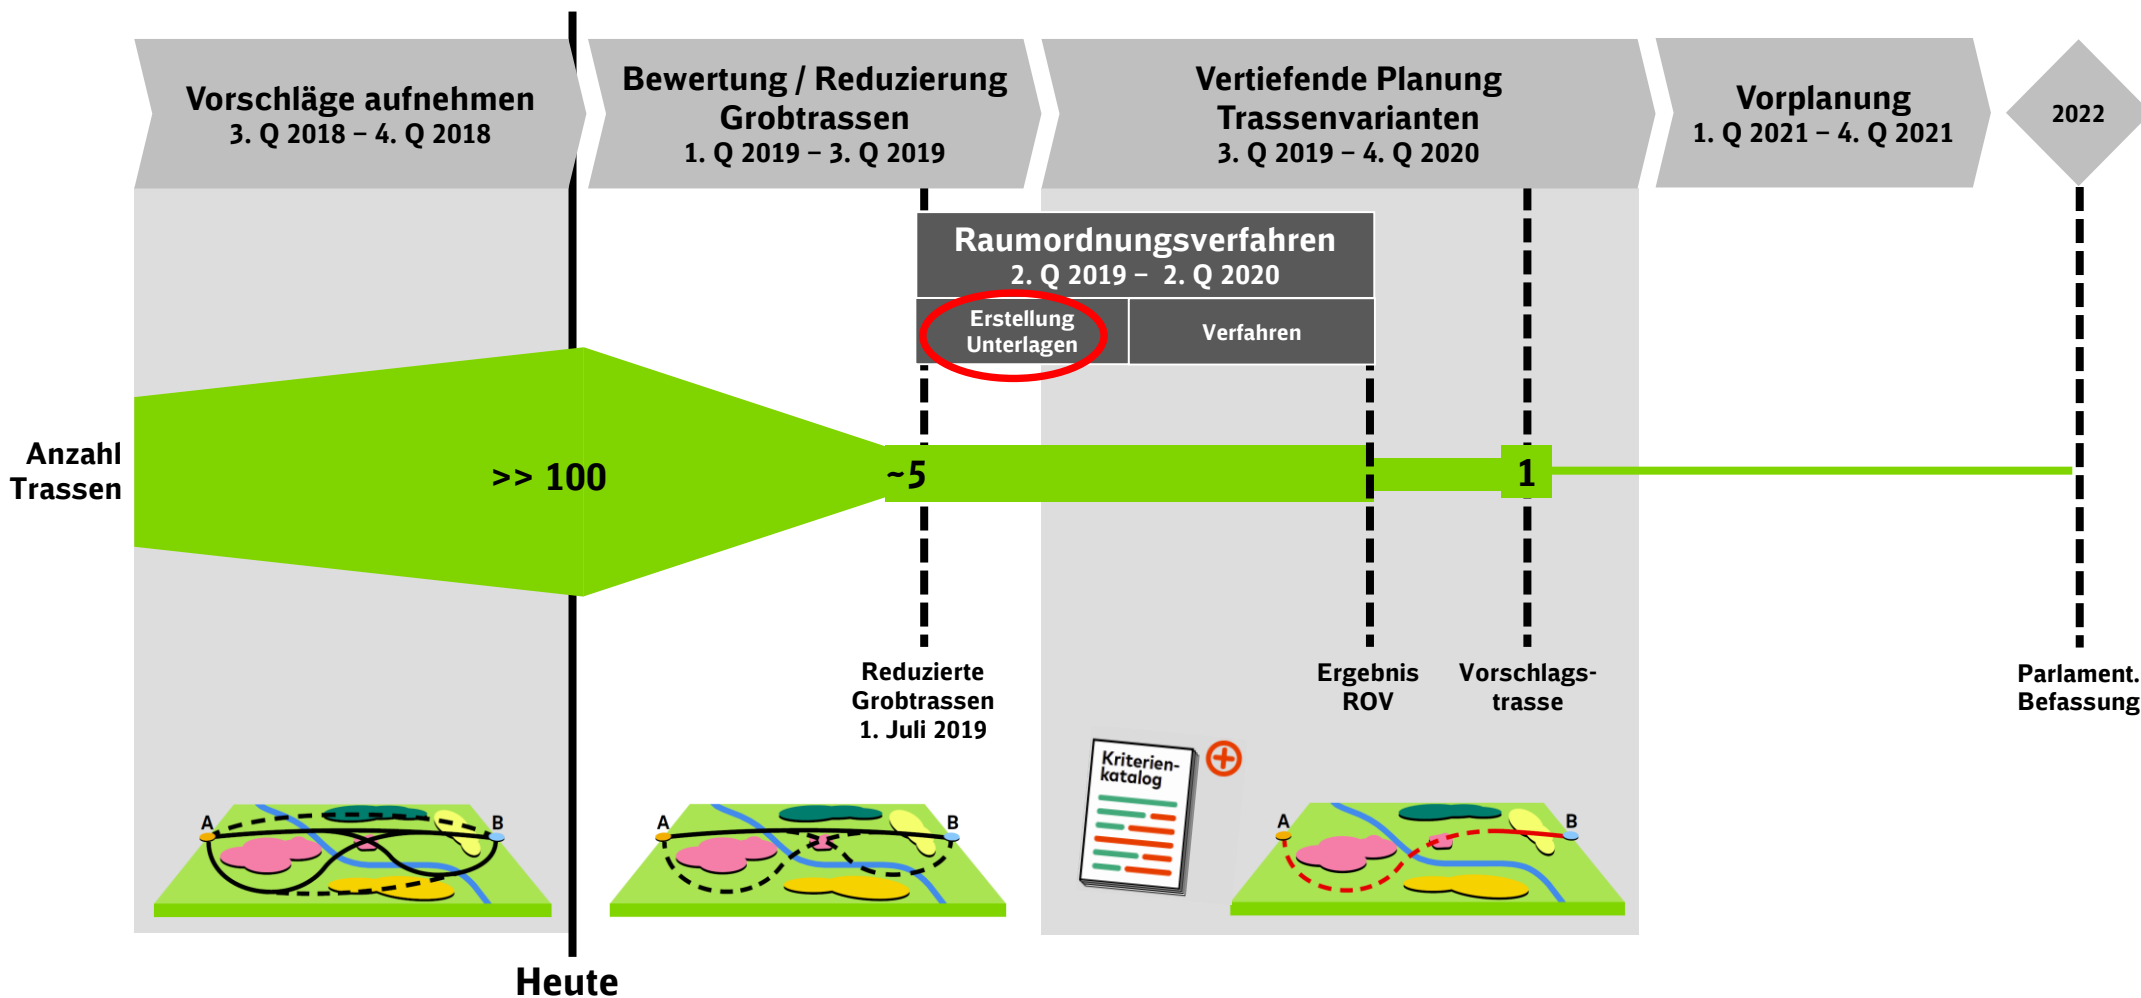 Vorschläge aufnehmen
3. Q 2018 – 4. Q 2018
Bewertung / Reduzierung
Grobtrassen
1. Q 2019 – 3. Q 2019
Vertiefende Planung
Trassenvarianten
3. Q 2019 – 4. Q 2020
Vorplanung
1. Q 2021 – 4. Q 2021
2022
Raumordnungsverfahren
2. Q 2019 – 2. Q 2020
Erstellung
Unterlagen
Verfahren
Anzahl
Trassen
>> 100
~5
1
Reduzierte
Grobtrassen
1. Juli 2019
Ergebnis
ROV
Vorschlags-
trasse
Parlament.
Befassung
Kriterien-
katalog
A
B
A
B
A
B
Heute